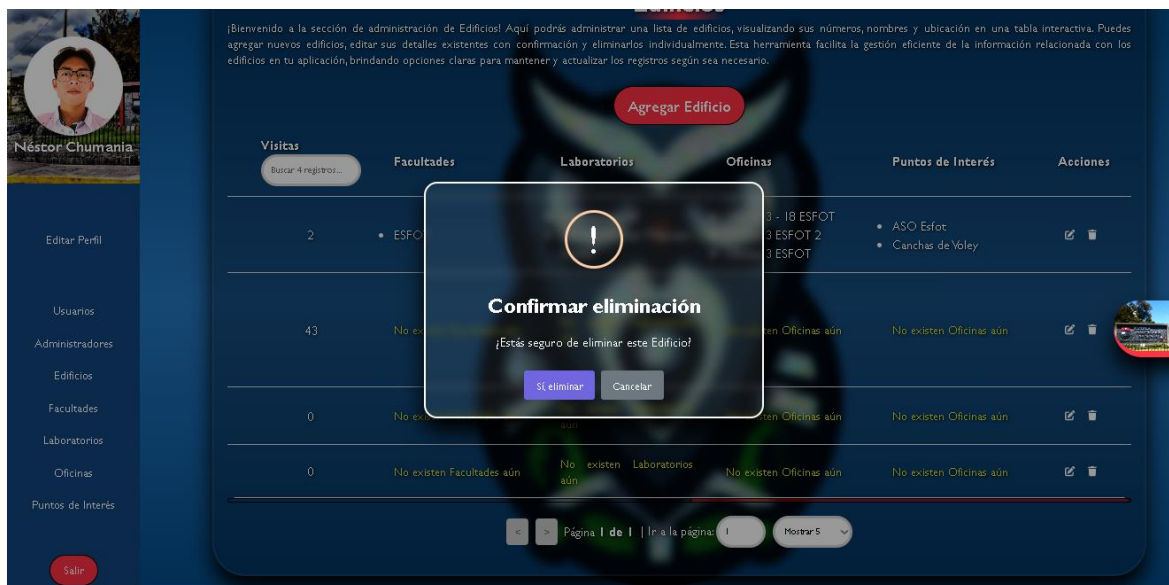 Edificios
¡Bienvenido a la sección de administración de Edificios! Aquí podrás administrar una lista de edificios, visualizando sus números, nombres y ubicación en una tabla interactiva. Puedes
agregar nuevos edificios, editar sus detalles existentes con confirmación y eliminarlos individualmente. Esta herramienta facilita la gestión eficiente de la información relacionada con los
edificios en tu aplicación, brindando opciones claras para mantener y actualizar los registros según sea necesario.
Agregar Edificio
Néstor Chumania
Editar Perfil
Usuarios
Administradores
Edificios
Facultades
Laboratorios
Oficinas
Puntos de Interés
Salir
Visitas
Buscar 4 registros...
Facultades
Laboratorios
Oficinas
Puntos de Interés
Acciones
2
• ESFO
3 - 18 ESFOT
3 ESFOT 2
3 ESFOT
• ASO Esfot
• Canchas de Voley
43
No
Oficinas aún
No existen Oficinas aún
0
No
aún
Oficinas aún
No existen Oficinas aún
0
No existen Facultades aún
No existen Laboratorios
aún
No existen Oficinas aún
No existen Oficinas aún
!
Confirmar eliminación
¿Estás seguro de eliminar este Edificio?
Sí, eliminar
Cancelar
<
>
Página 1 de 1 | Ir a la página:
1
Mostrar 5